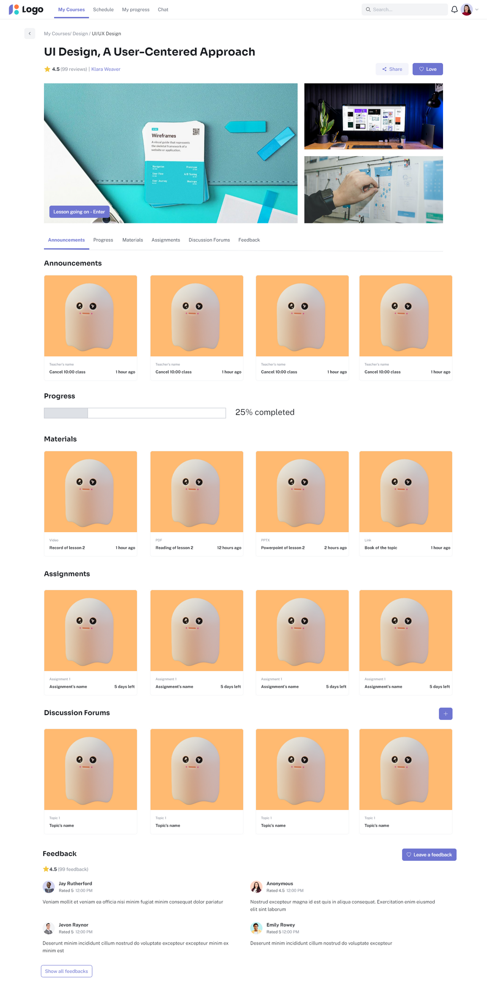 Logo
My Courses
Schedule
My progress
Chat
Search...
My Courses/ Design / UI/UX Design
UI Design, A User-Centered Approach
4.5 (99 reviews) | Klara Weaver
Share
Love
Wireframes
A visual guide that represents
the skeletal framework of a
website or application.
Navigation
Prototype
User Flow
A/B Testing
User Journey
Mockups
Lesson going on - Enter
Announcements
Progress
Materials
Assignments
Discussion Forums
Feedback
Announcements
Teacher's name
Cancel 10:00 class 1 hour ago
Teacher's name
Cancel 10:00 class 1 hour ago
Teacher's name
Cancel 10:00 class 1 hour ago
Teacher's name
Cancel 10:00 class 1 hour ago
Progress
25% completed
Materials
Video
Record of lesson 2 1 hour ago
PDF
Reading of lesson 2 12 hours ago
PPTX
Powerpoint of lesson 2 2 hours ago
Link
Book of the topic 1 hour ago
Assignments
Assignment 1
Assignment's name 5 days left
Assignment 1
Assignment's name 5 days left
Assignment 1
Assignment's name 5 days left
Assignment 1
Assignment's name 5 days left
Discussion Forums
Topic 1
Topic's name
Topic 1
Topic's name
Topic 1
Topic's name
Topic 1
Topic's name
Feedback
Leave a feedback
4.5 (99 feedback)
Jay Rutherford
Rated 5 12:00 PM
Veniam mollit et veniam ea officia nisi minim fugiat minim consequat dolor pariatur
Anonymous
Rated 4.5 12:00 PM
Nostrud excepteur magna id est quis in aliqua consequat. Exercitation enim eiusmod
elit sint laborum
Jevon Raynor
Rated 5 12:00 PM
Deserunt minim incididunt cillum nostrud do voluptate excepteur excepteur minim ex
minim est
Emily Rowey
Rated 5 12:00 PM
Deserunt minim incididunt cillum nostrud do voluptate excepteur
Show all feedbacks